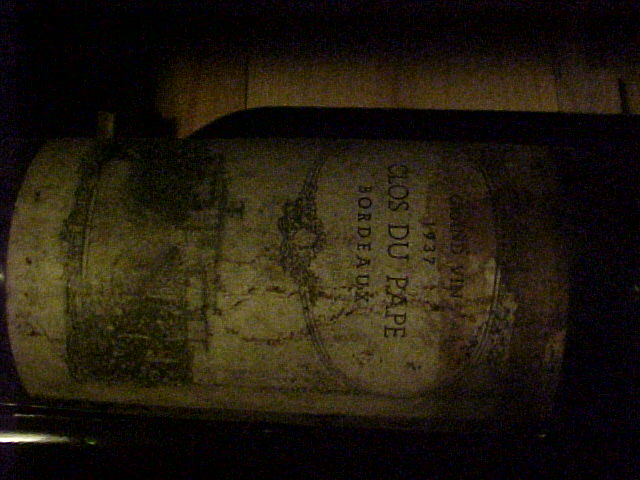 GRAND VIN
1937
CLOS DU PAPE
BORDEAUX